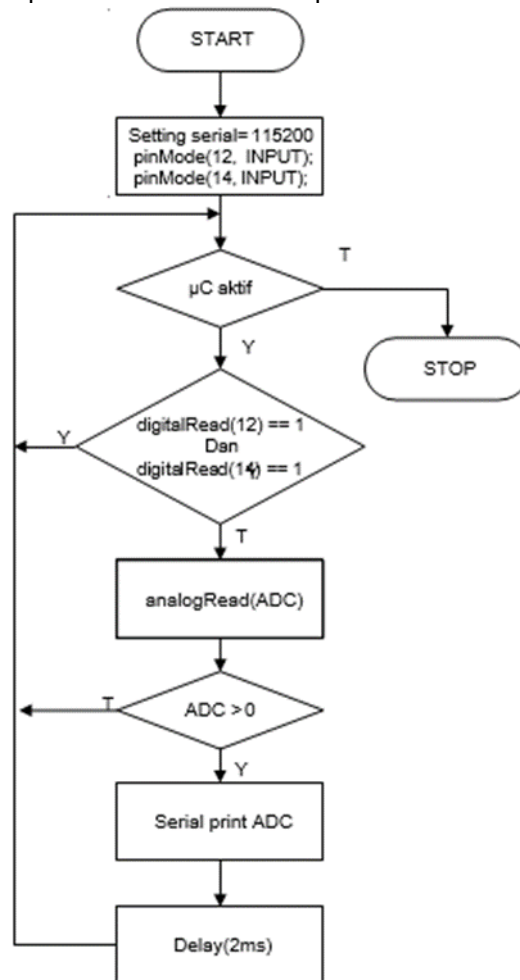 START
Setting serial= 115200
pinMode(12, INPUT);
pinMode(14, INPUT);
T
µC aktif
STOP
Y
digitalRead(12) == 1
Dan
digitalRead(14) == 1
Y
T
analogRead(ADC)
ADC >0
T
Y
Serial print ADC
Delay(2ms)